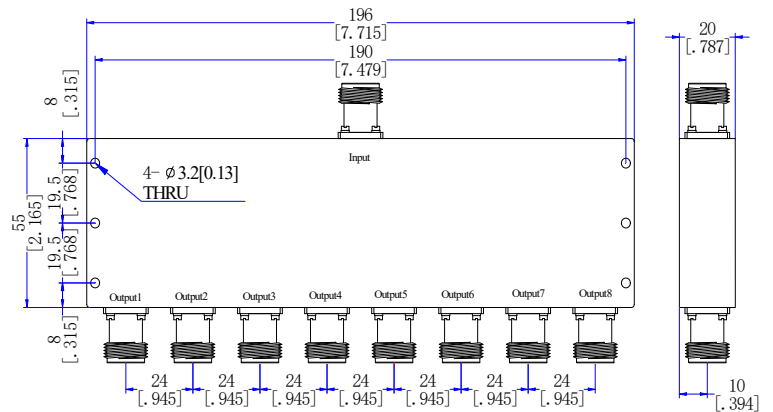 196
[7.715]
20
[.787]
190
[7.479]
8
[.315]
Input
4- ϕ3.2[0.13]
THRU
19.5
[.768]
55
[2.165]
19.5
[.768]
Output1
Output2
Output3
Output4
Output5
Output6
Output7
Output8
8
[.315]
24
[.945]
24
[.945]
24
[.945]
24
[.945]
24
[.945]
24
[.945]
24
[.945]
10
[.394]